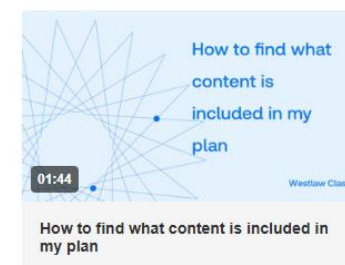 How to find what
content is
included in my
plan
01:44
Westlaw
How to find what content is included in
my plan